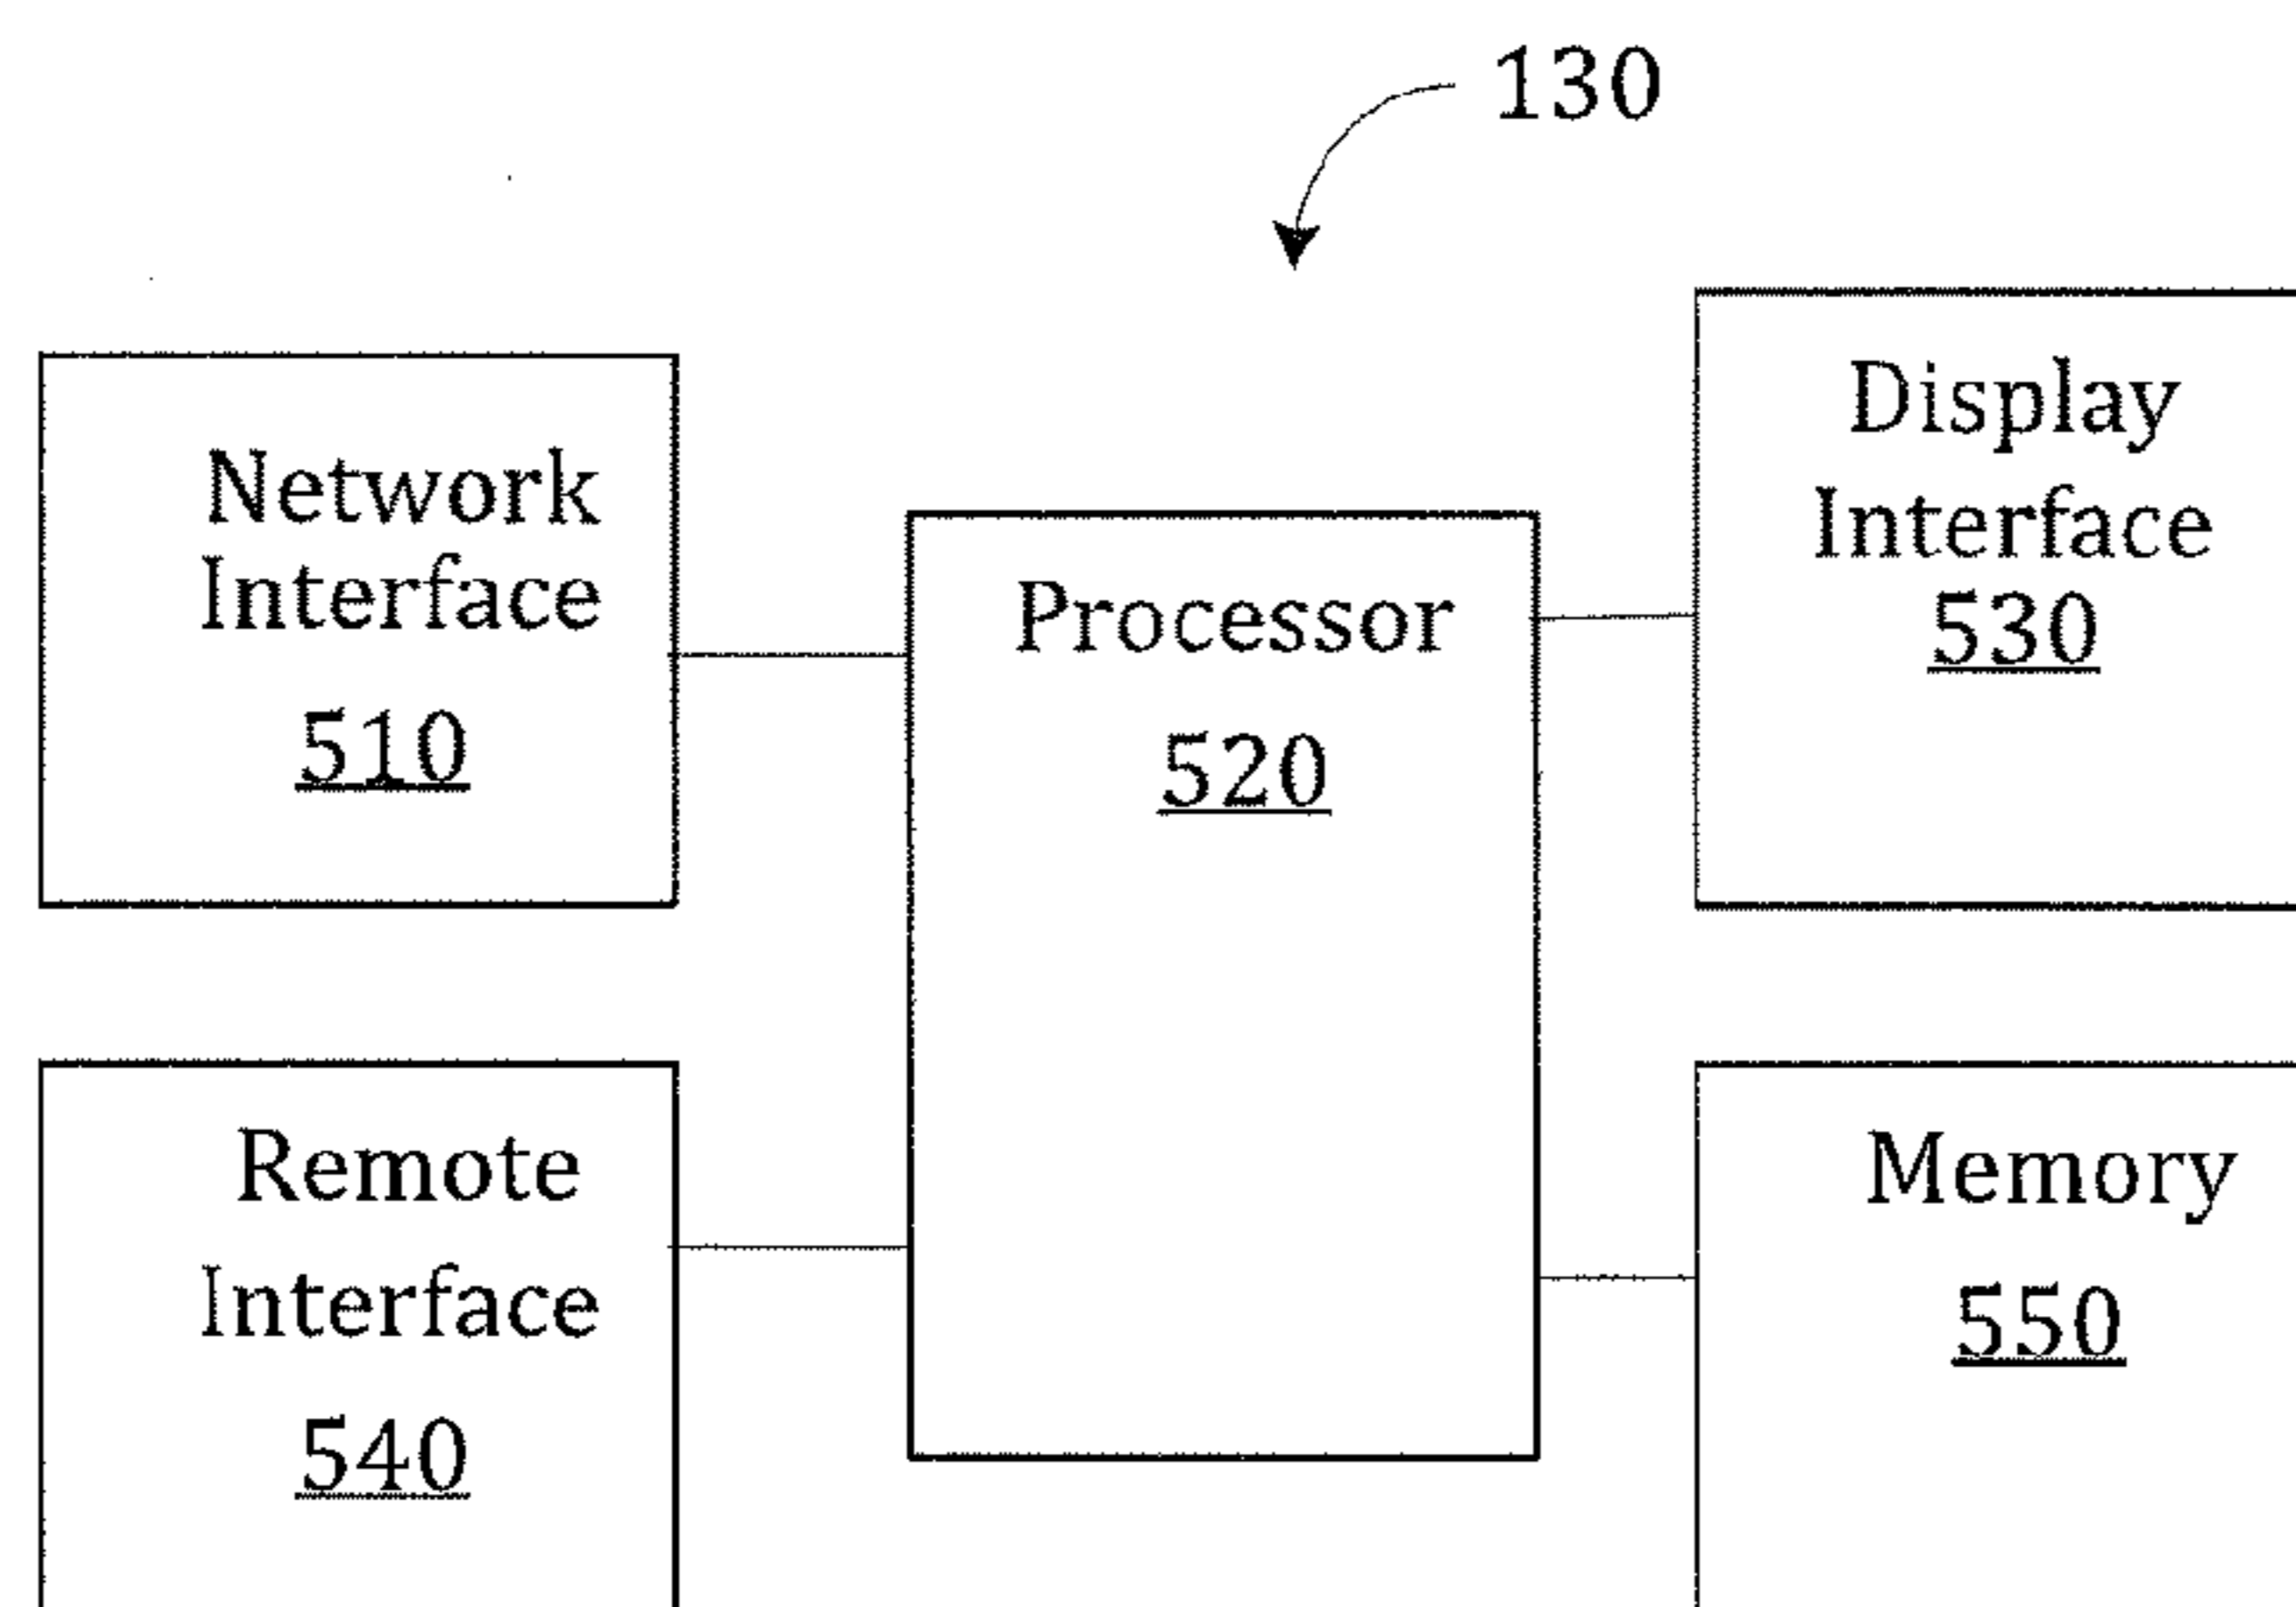 130
Network
Interface
510
Processor
520
Display
Interface
530
Remote
Interface
540
Memory
550